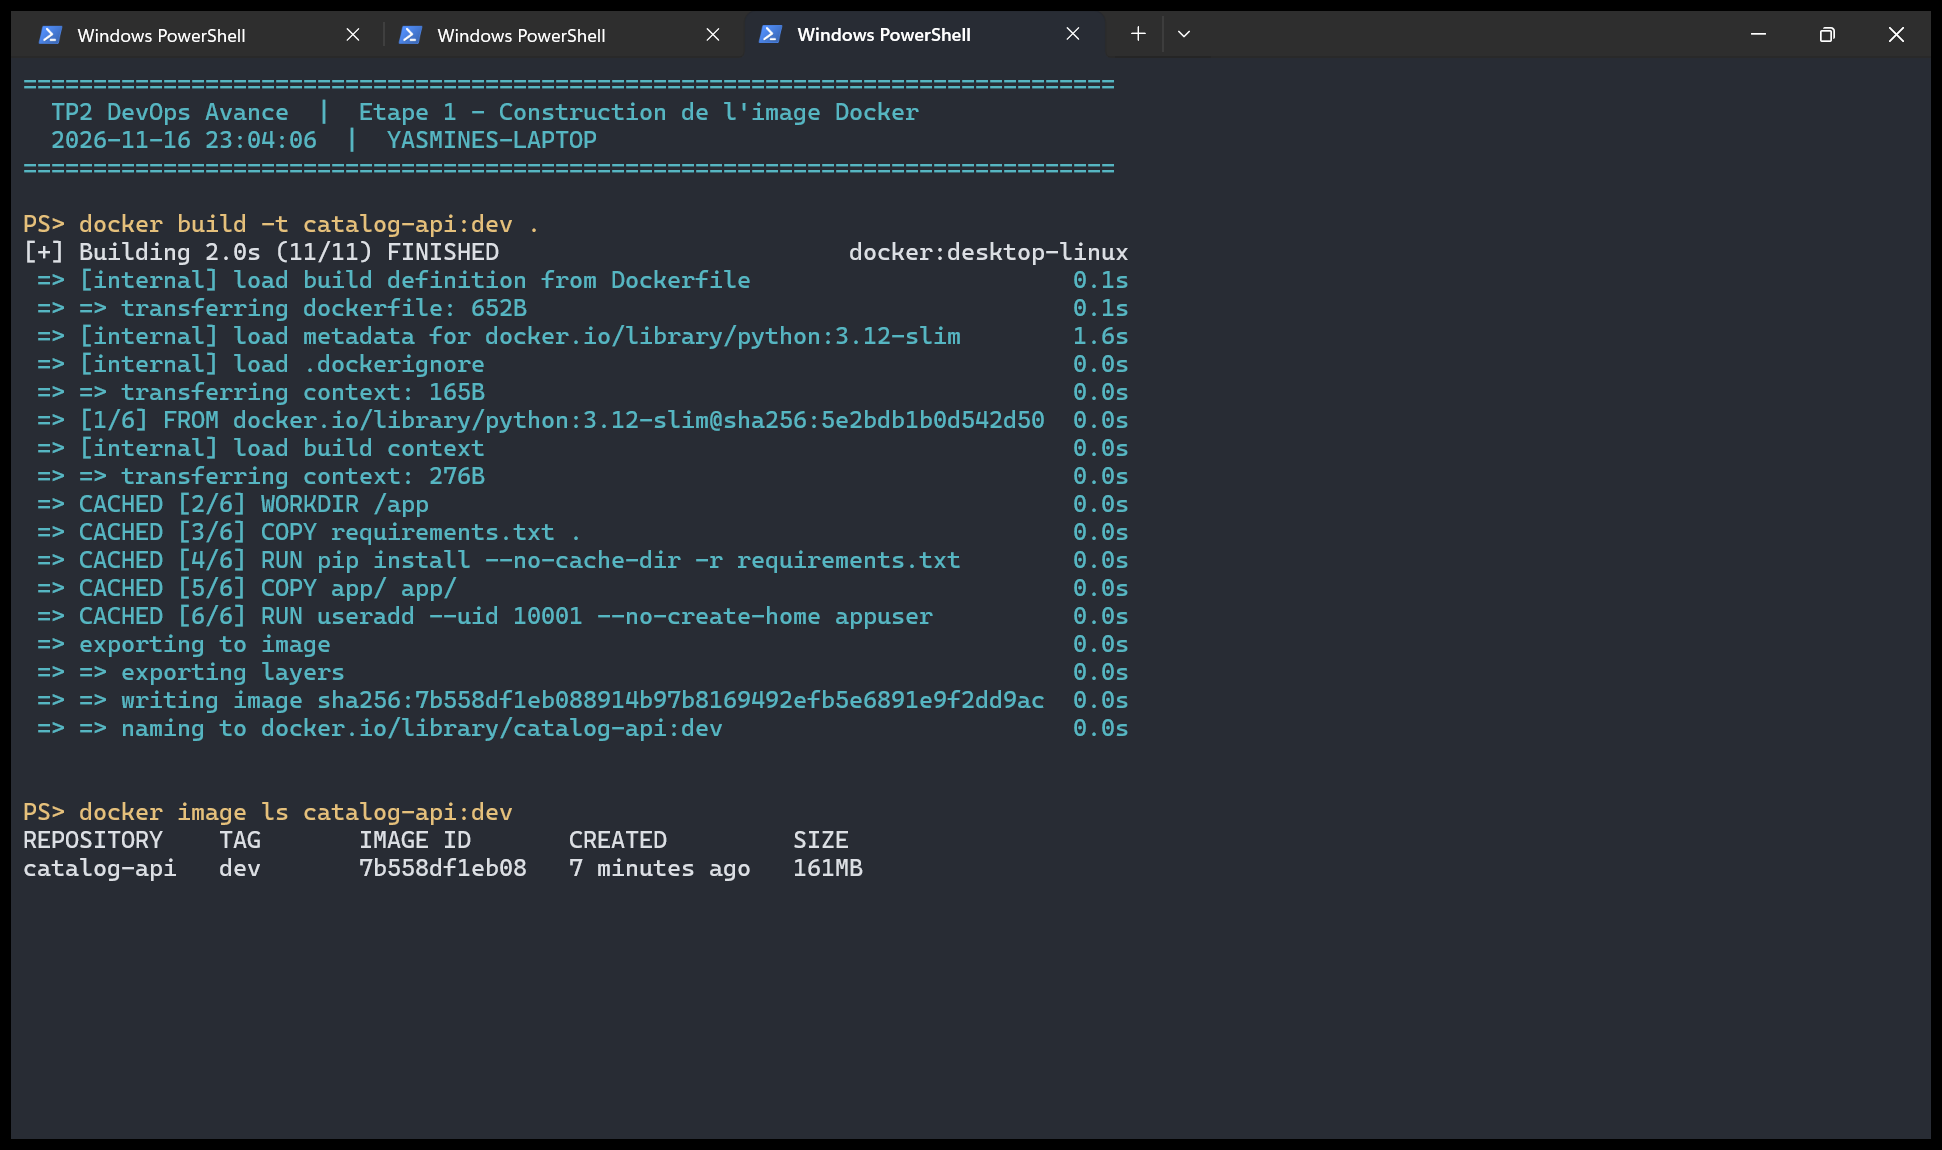 Windows PowerShell Windows PowerShell Windows PowerShell
==============================================================================
TP2 DevOps Avance | Etape 1 - Construction de l'image Docker
2026-11-16 23:04:06 | YASMINES-LAPTOP
==============================================================================
PS> docker build -t catalog-api:dev .
[+] Building 2.0s (11/11) FINISHED docker:desktop-linux
=> [internal] load build definition from Dockerfile 0.1s
=> => transferring dockerfile: 652B 0.1s
=> [internal] load metadata for docker.io/library/python:3.12-slim 1.6s
=> [internal] load .dockerignore 0.0s
=> => transferring context: 165B 0.0s
=> [1/6] FROM docker.io/library/python:3.12-slim@sha256:5e2bdb1b0d542d50 0.0s
=> [internal] load build context 0.0s
=> => transferring context: 276B 0.0s
=> CACHED [2/6] WORKDIR /app 0.0s
=> CACHED [3/6] COPY requirements.txt . 0.0s
=> CACHED [4/6] RUN pip install --no-cache-dir -r requirements.txt 0.0s
=> CACHED [5/6] COPY app/ app/ 0.0s
=> CACHED [6/6] RUN useradd --uid 10001 --no-create-home appuser 0.0s
=> exporting to image 0.0s
=> => exporting layers 0.0s
=> => writing image sha256:7b558df1eb088914b97b8169492efb5e6891e9f2dd9ac 0.0s
=> => naming to docker.io/library/catalog-api:dev 0.0s
PS> docker image ls catalog-api:dev
REPOSITORY TAG IMAGE ID CREATED SIZE
catalog-api dev 7b558df1eb08 7 minutes ago 161MB